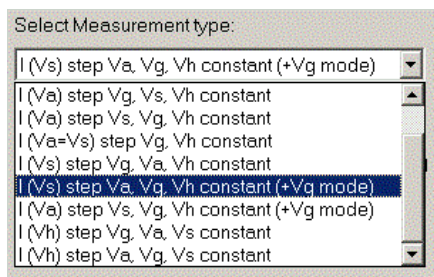 Select Measurement type:
I (Vs) step Va, Vg, Vh constant (+Vg mode)
I (Va) step Vg, Vs, Vh constant
I (Va) step Vs, Vg, Vh constant
I (Va=Vs) step Vg, Vh constant
I (Vs) step Vg, Va, Vh constant
I (Vs) step Va, Vg, Vh constant (+Vg mode)
I (Va) step Vs, Vg, Vh constant (+Vg mode)
I (Vh) step Vg, Va, Vs constant
I (Vh) step Va, Vg, Vs constant